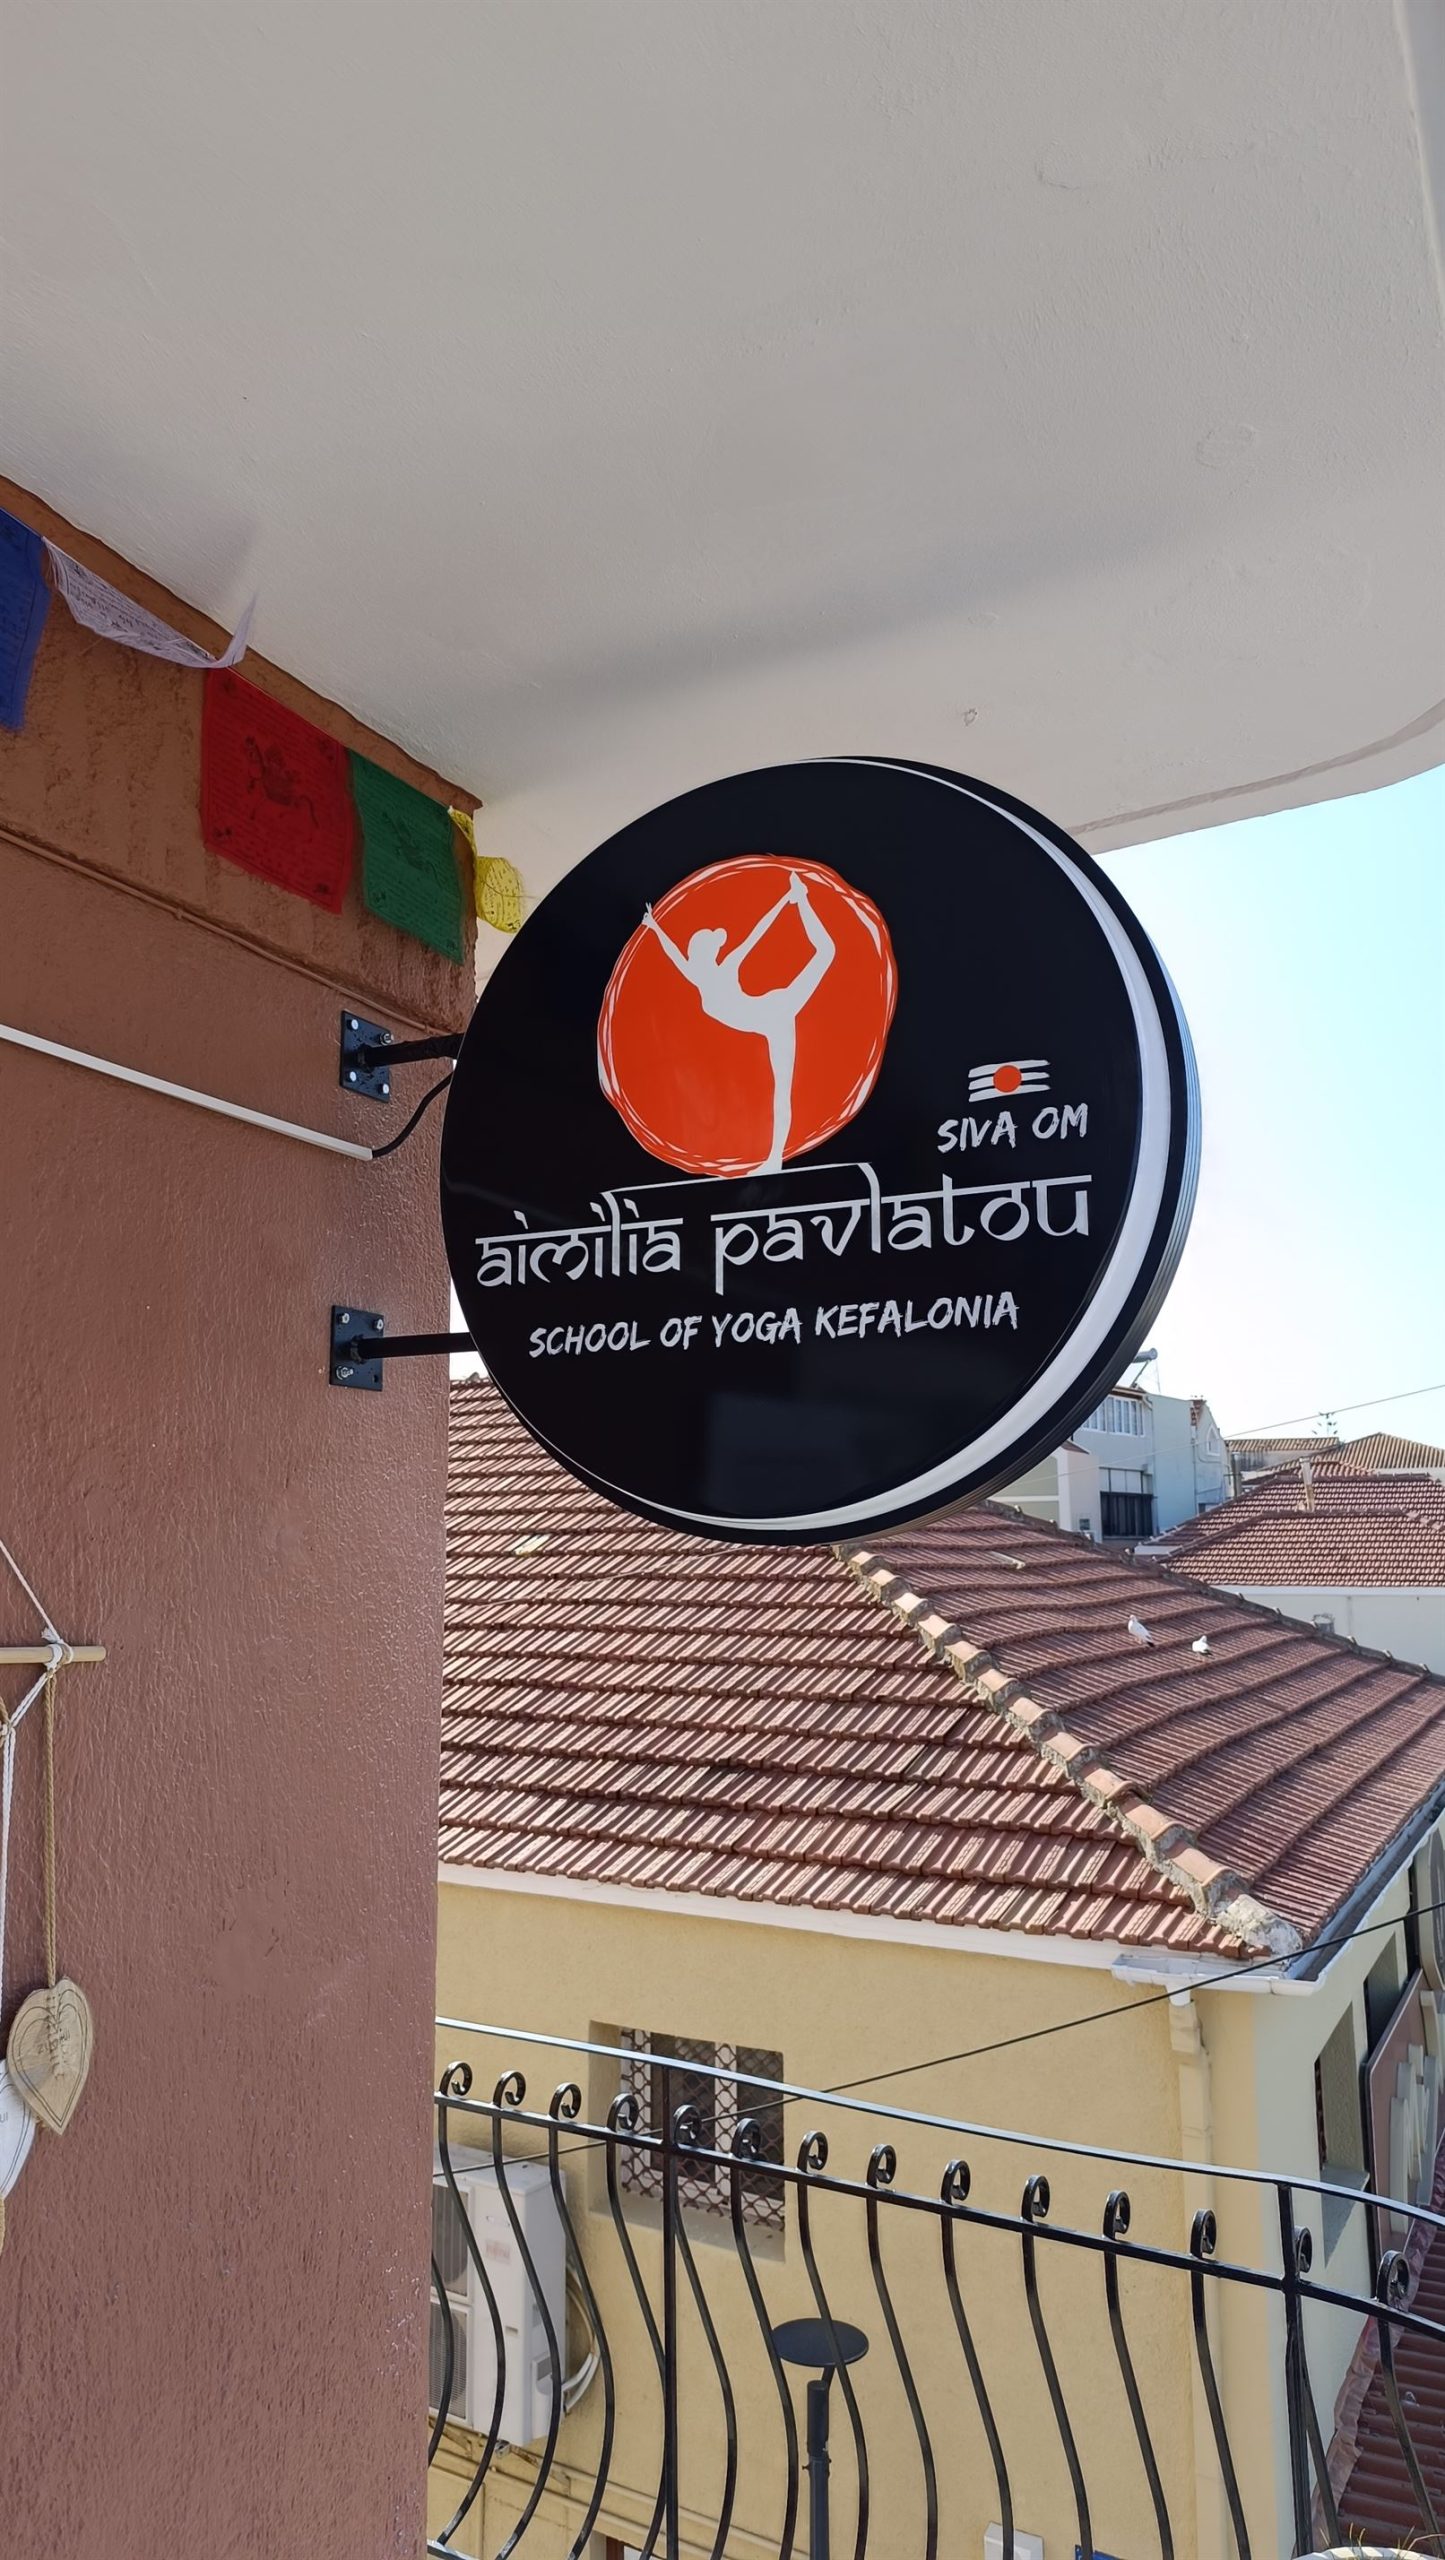 SIVA OM
aimilia pavlatou
SCHOOL OF YOGA KEFALONIA